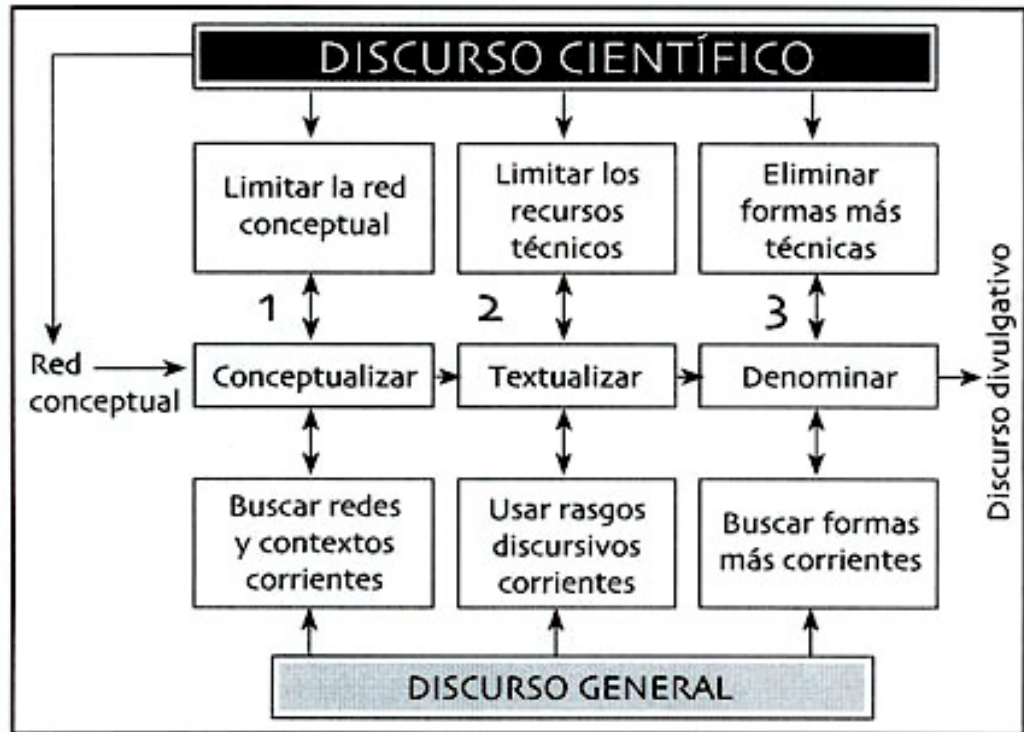 DISCURSO CIENTÍFICO
Limitar la red
conceptual
Limitar los
recursos
técnicos
Eliminar
formas más
técnicas
1
2
3
Red
conceptual
Conceptualizar
Textualizar
Denominar
Discurso divulgativo
Buscar redes
y contextos
corrientes
Usar rasgos
discursivos
corrientes
Buscar formas
más corrientes
DISCURSO GENERAL